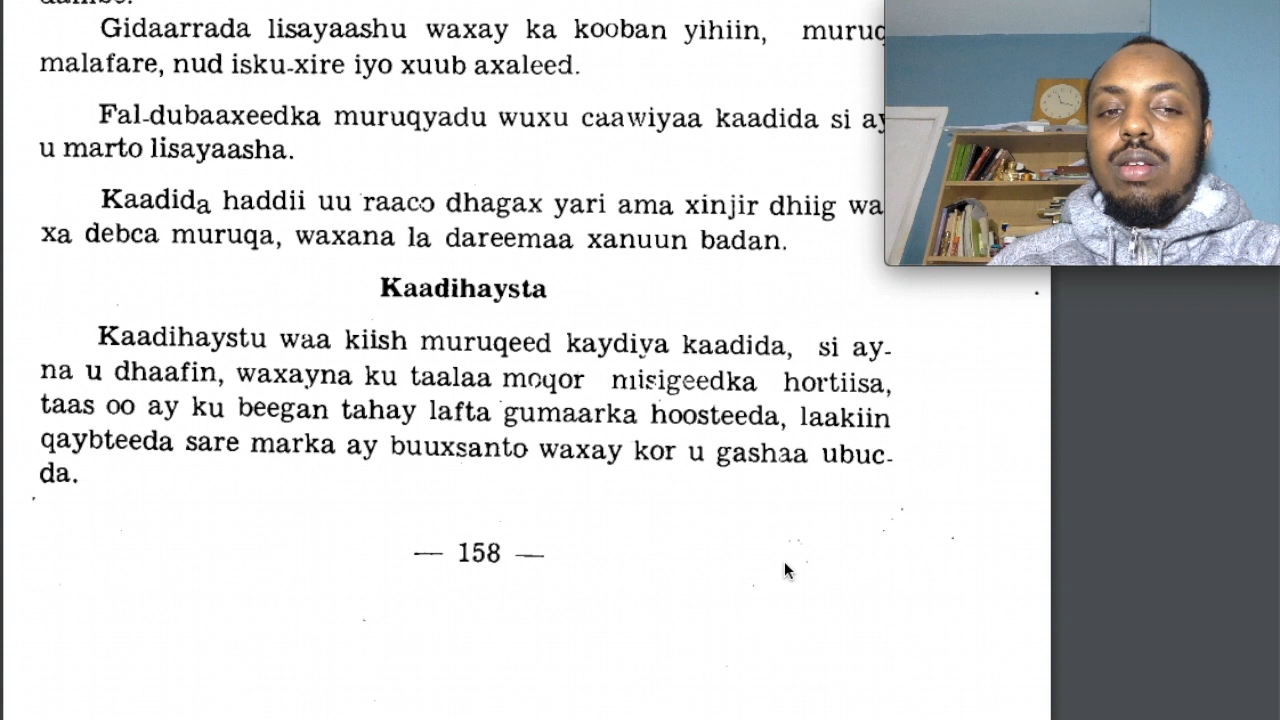 Gidaarrada lisayaashu waxay ka kooban yihiin, muruq
malafare, nud isku-xire iyo xuub axaleed.
Fal-dubaaxeedka muruqyadu wuxu caawiyaa kaadida si ay
u marto lisayaasha.
Kaadida haddii uu raaco dhagax yari ama xinjir dhiig wa
xa debca muruqa, waxana la dareemaa xanuun badan.
Kaadihaysta
Kaadihaystu waa kiish muruqeed kaydiya kaadida, si ay-
na u dhaafin, waxayna ku taalaa moqor misigeedka hortiisa,
taas oo ay ku beegan tahay lafta gumaarka hoosteeda, laakiin
qaybteeda sare marka ay buuxsanto waxay kor u gashaa ubuc-
da.
— 158 —